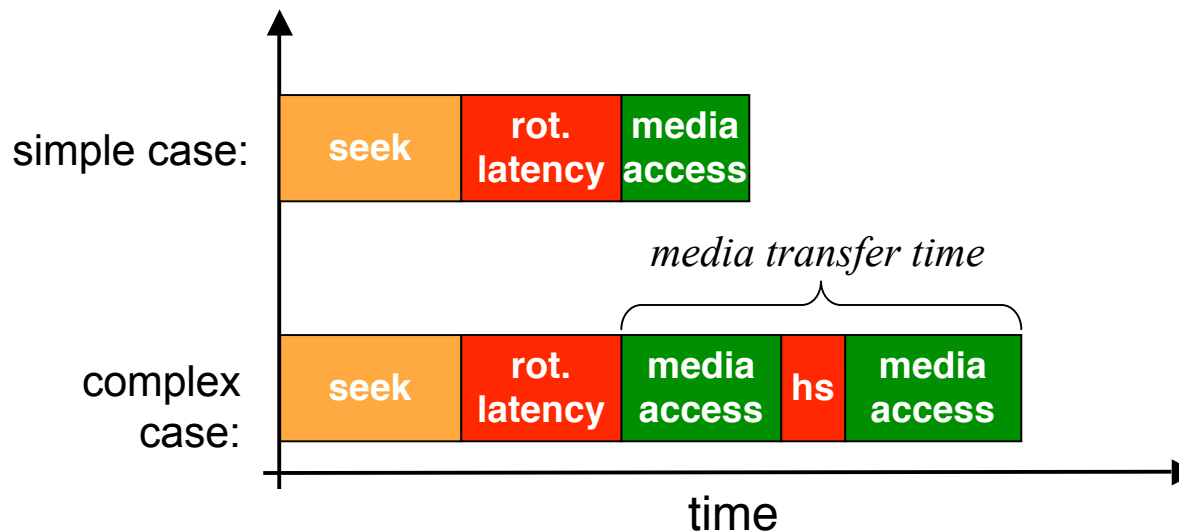 simple case:
seek
rot.
latency
media
access
media transfer time
complex
case:
seek
rot.
latency
media
access
hs
media
access
time